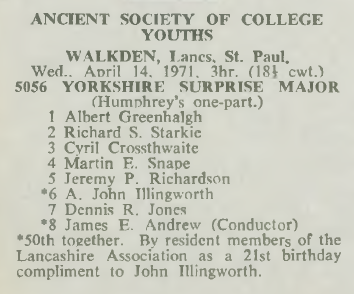 ANCIENT SOCIETY OF COLLEGE
YOUTHS
WALKDEN, Lancs, St. Paul,
Wed., April 14, 1971, 3hr. (18½ cwt.)
5056 YORKSHIRE SURPRISE MAJOR
(Humphrey's one-part.)
1 Albert Greenhalgh
2 Richard S. Starkie
3 Cyril Crossthwaite
4 Martin E. Snape
5 Jeremy P. Richardson
*6 A. John Illingworth
7 Dennis R. Jones
*8 James E. Andrew (Conductor)
*50th together. By resident members of the
Lancashire Association as a 21st birthday
compliment to John Illingworth.